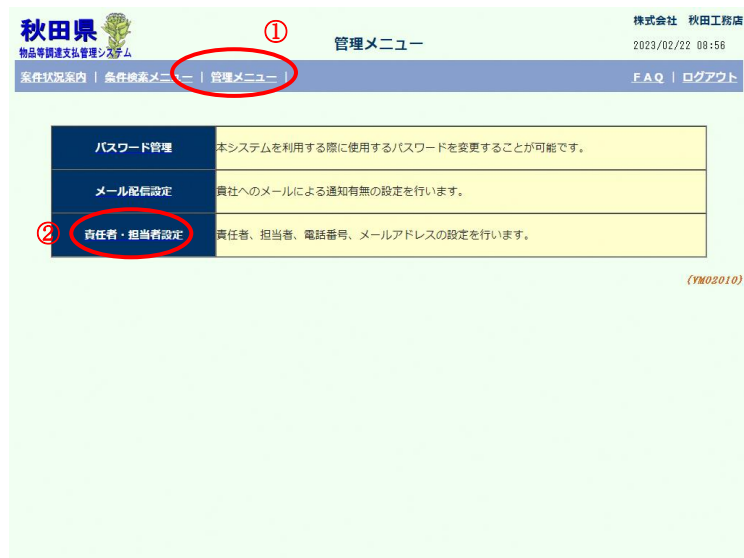 秋田県
物品等調達支払管理システム
①
管理メニュー
株式会社 秋田工務店
2023/02/22 08:56
案件状況案内 | 条件検索メニュー | 管理メニュー |
FAQ | ログアウト
パスワード管理 本システムを利用する際に使用するパスワードを変更することが可能です。
メール配信設定 貴社へのメールによる通知有無の設定を行います。
② 責任者・担当者設定 責任者、担当者、電話番号、メールアドレスの設定を行います。
(YM02010)